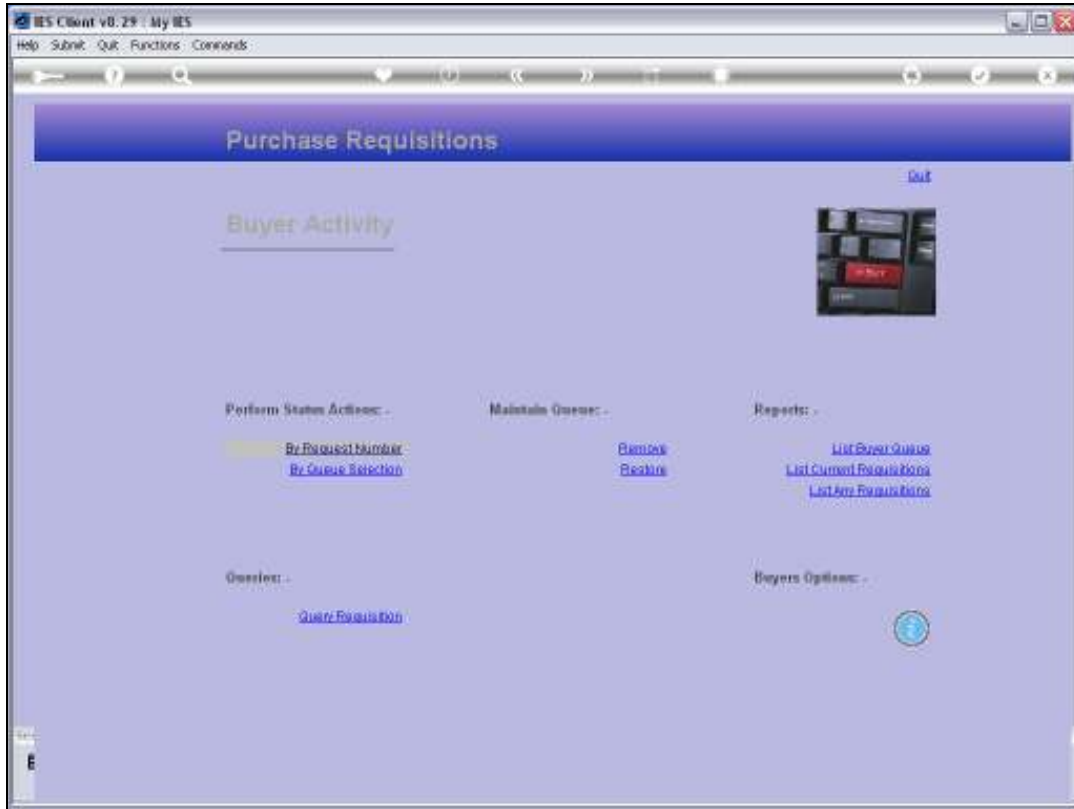 IES Client v8.29 : My IES
Help Submit Quit Functions Commands
Purchase Requisitions
Quit
Buyer Activity
Perform Status Actions: -
Maintain Queue: -
Reports: -
By Request Number
Remove
List Buyer Queue
By Queue Selection
Restore
List Current Requisitions
List Any Requisitions
Queries: -
Buyers Options: -
Query Requisition